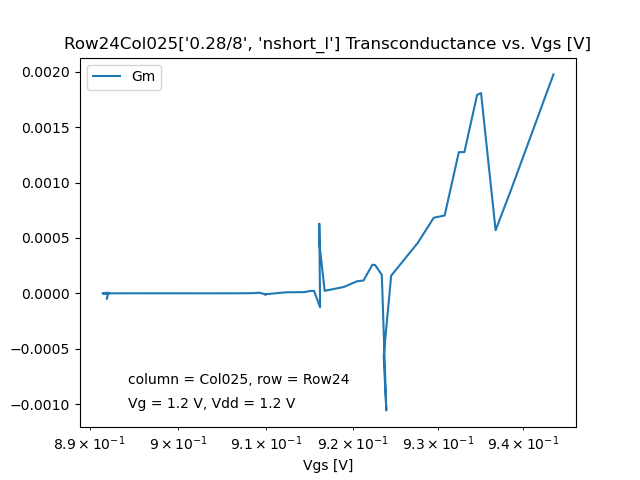 Row24Col025['0.28/8', 'nshort_l'] Transconductance vs. Vgs [V]
Gm
0.0020
0.0015
0.0010
0.0005
0.0000
−0.0005
−0.0010
column = Col025, row = Row24
Vg = 1.2 V, Vdd = 1.2 V
8.9 × 10⁻¹ 9 × 10⁻¹ 9.1 × 10⁻¹ 9.2 × 10⁻¹ 9.3 × 10⁻¹ 9.4 × 10⁻¹
Vgs [V]